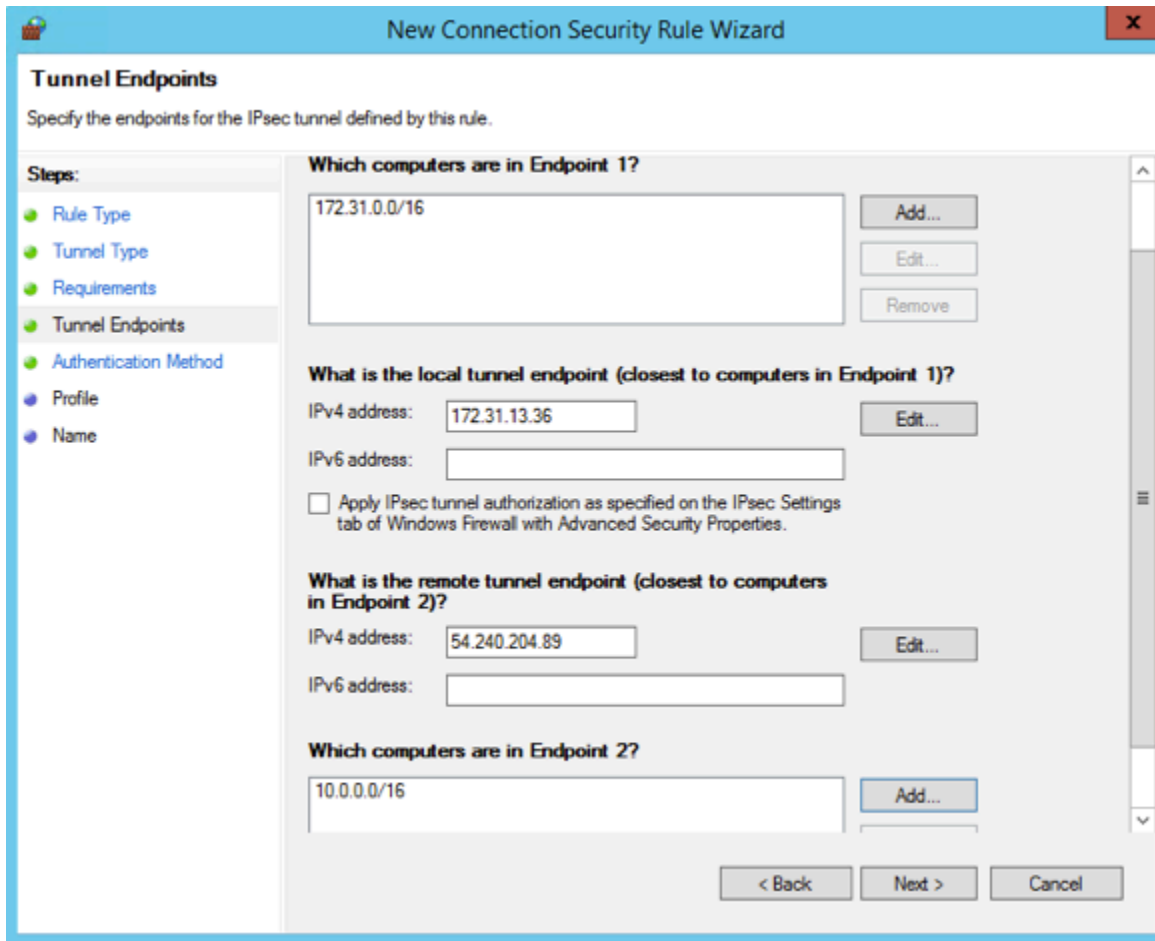 New Connection Security Rule Wizard
x
Tunnel Endpoints
Specify the endpoints for the IPsec tunnel defined by this rule.
Steps:
Rule Type
Tunnel Type
Requirements
Tunnel Endpoints
Authentication Method
Profile
Name
Which computers are in Endpoint 1?
172.31.0.0/16
Add...
Edit...
Remove
What is the local tunnel endpoint (closest to computers in Endpoint 1)?
IPv4 address:
172.31.13.36
Edit...
IPv6 address:
Apply IPsec tunnel authorization as specified on the IPsec Settings
tab of Windows Firewall with Advanced Security Properties.
What is the remote tunnel endpoint (closest to computers
in Endpoint 2)?
IPv4 address:
54.240.204.89
Edit...
IPv6 address:
Which computers are in Endpoint 2?
10.0.0.0/16
Add...
< Back
Next >
Cancel